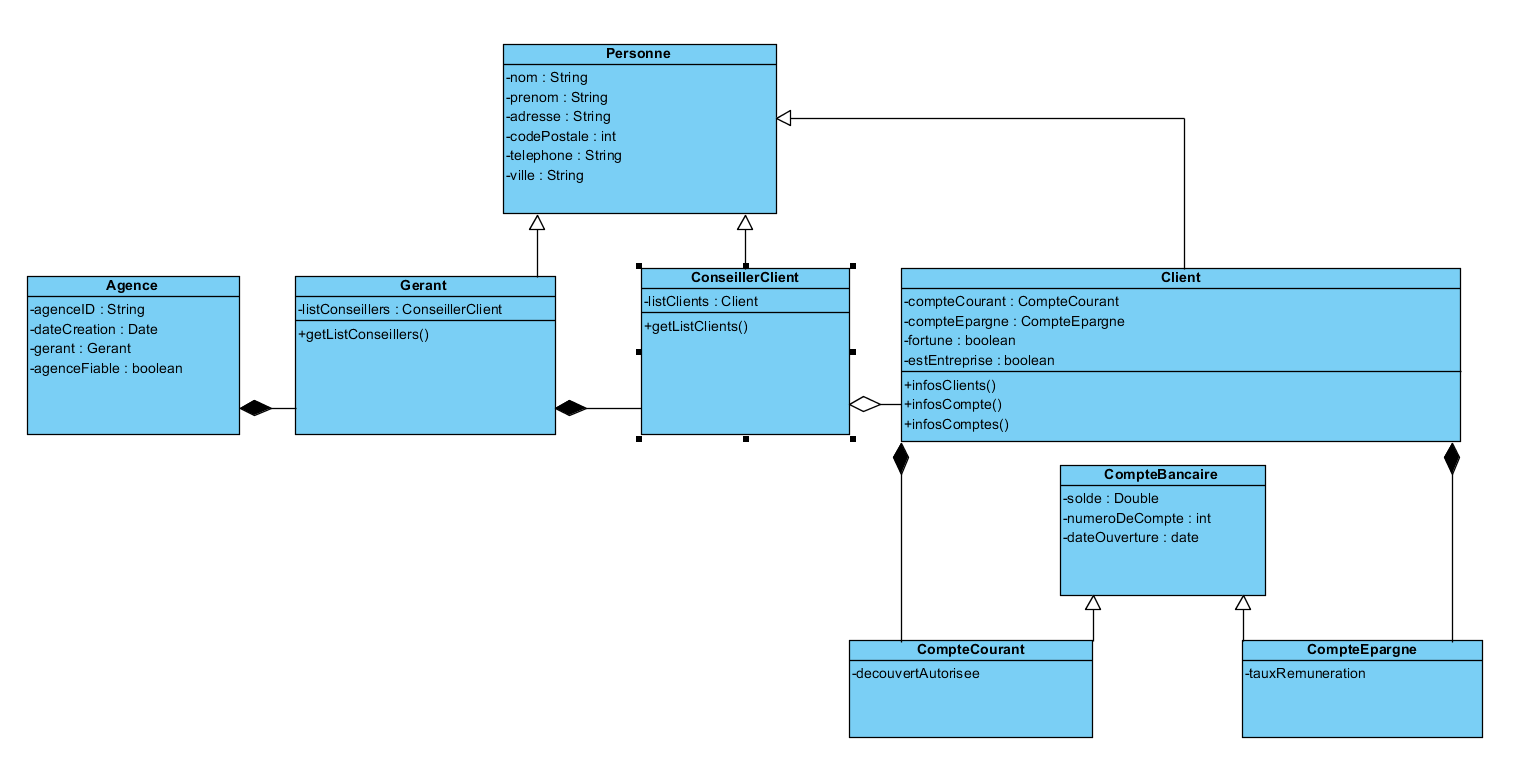 Personne
-nom : String
-prenom : String
-adresse : String
-codePostale : int
-telephone : String
-ville : String
Agence
-agenceID : String
-dateCreation : Date
-gerant : Gerant
-agenceFiable : boolean
Gerant
-listConseillers : ConseillerClient
+getListConseillers()
ConseillerClient
-listClients : Client
+getListClients()
Client
-compteCourant : CompteCourant
-compteEpargne : CompteEpargne
-fortune : boolean
-estEntreprise : boolean
+infosClients()
+infosCompte()
+infosComptes()
CompteBancaire
-solde : Double
-numeroDeCompte : int
-dateOuverture : date
CompteCourant
-decouvertAutorisee
CompteEpargne
-tauxRemuneration